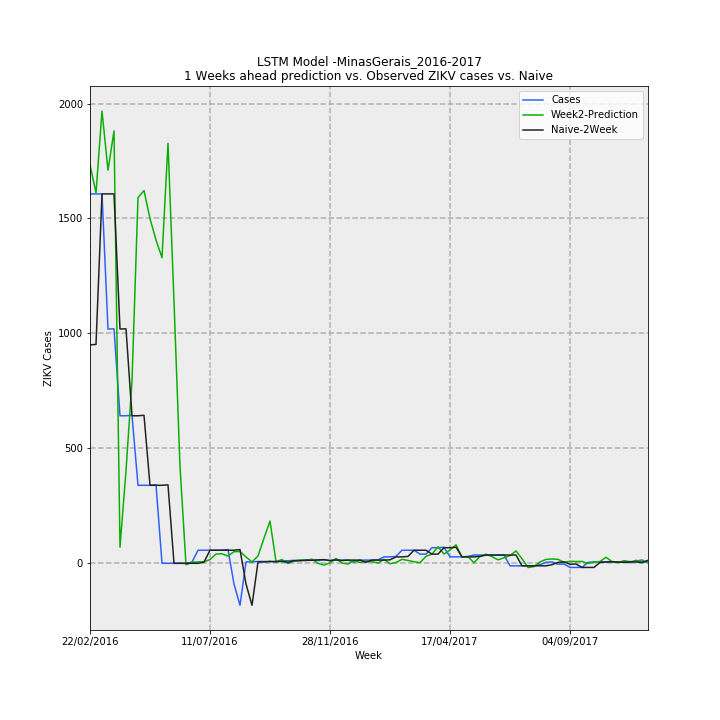 LSTM Model -MinasGerais_2016-2017
1 Weeks ahead prediction vs. Observed ZIKV cases vs. Naive
Cases
Week2-Prediction
Naive-2Week
2000
1500
1000
500
0
ZIKV Cases
22/02/2016
11/07/2016
28/11/2016
17/04/2017
04/09/2017
Week